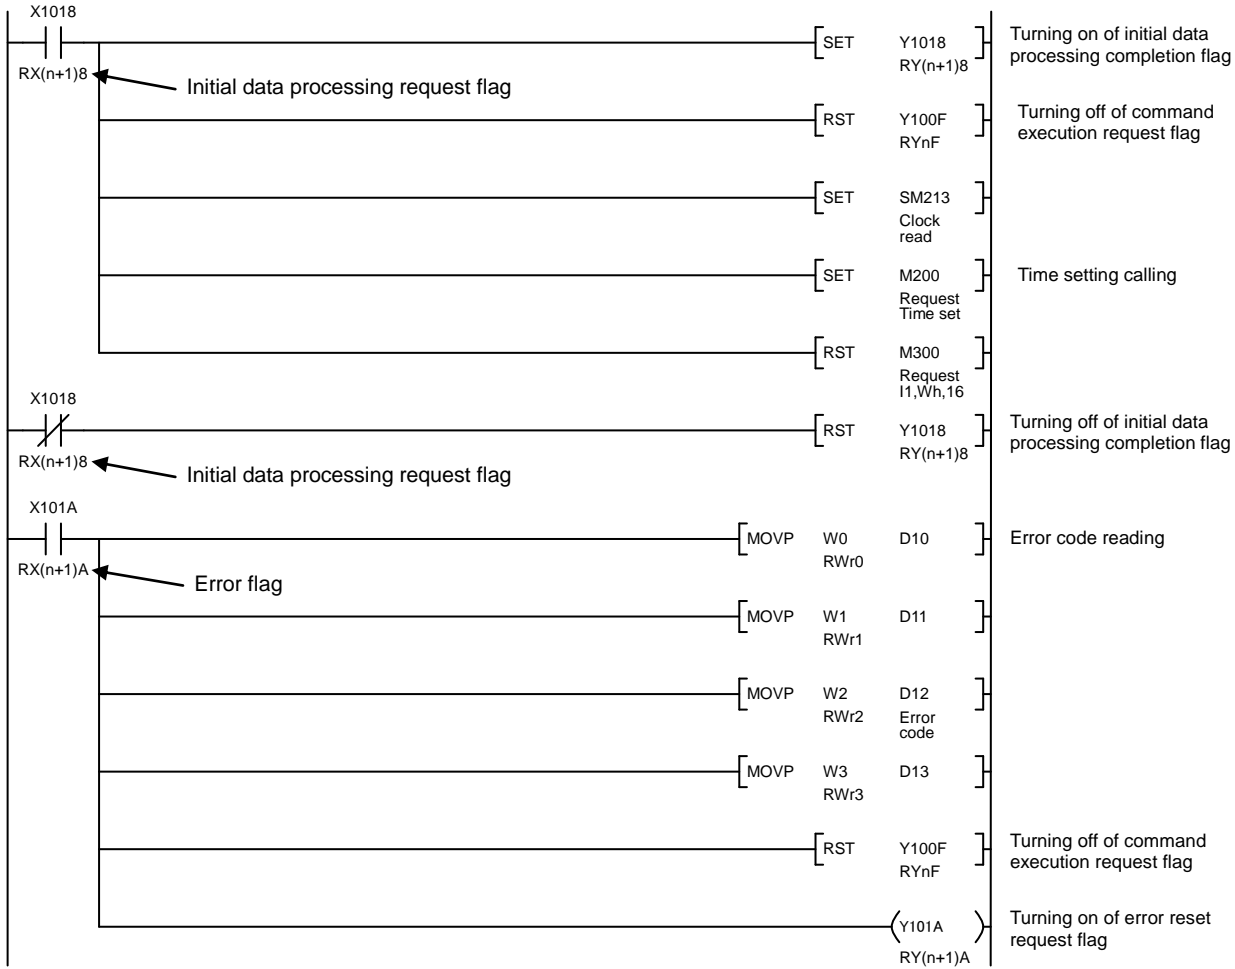 X1018
SET Y1018
RX(n+1)8
RY(n+1)8
Turning on of initial data
processing completion flag
Initial data processing request flag
RST Y100F
RYnF
Turning off of command
execution request flag
SET SM213
Clock
read
SET M200
Request
Time set
Time setting calling
RST M300
Request
I1,Wh,16
X1018
RST Y1018
RX(n+1)8
RY(n+1)8
Turning off of initial data
processing completion flag
Initial data processing request flag
X101A
MOVP W0 D10
RX(n+1)A
RWr0
Error code reading
Error flag
MOVP W1 D11
RWr1
MOVP W2 D12
RWr2 Error
code
MOVP W3 D13
RWr3
RST Y100F
RYnF
Turning off of command
execution request flag
Y101A
RY(n+1)A
Turning on of error reset
request flag